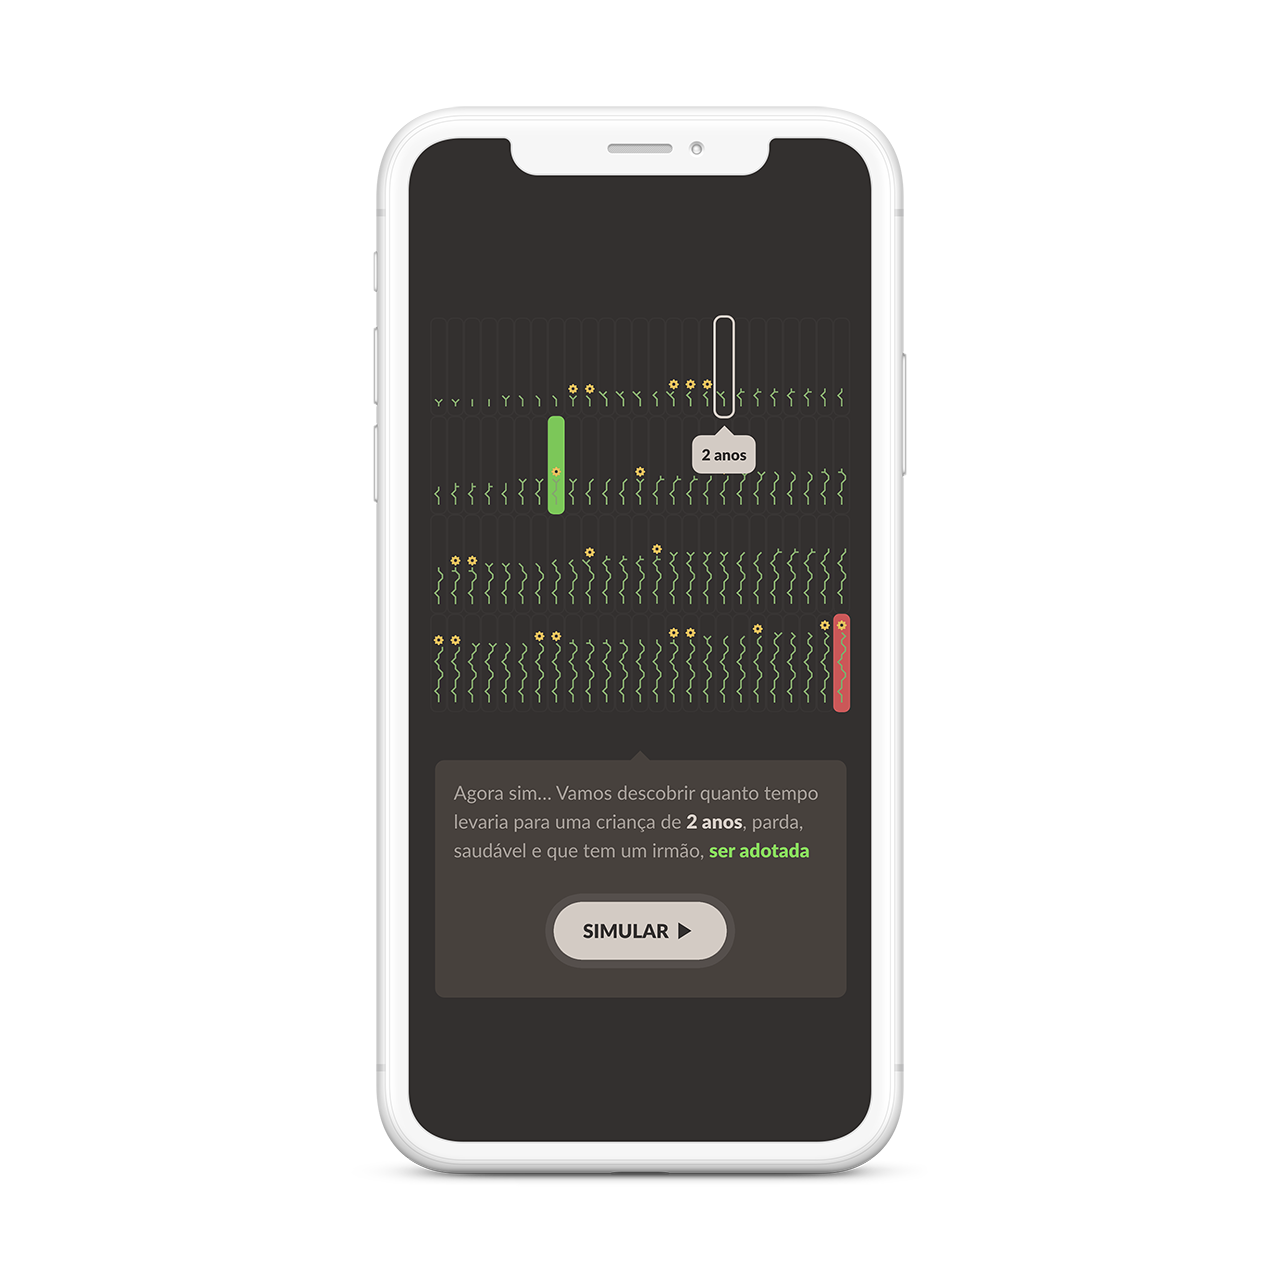 2 anos
Agora sim... Vamos descobrir quanto tempo
levaria para uma criança de 2 anos, parda,
saudável e que tem um irmão, ser adotada
SIMULAR